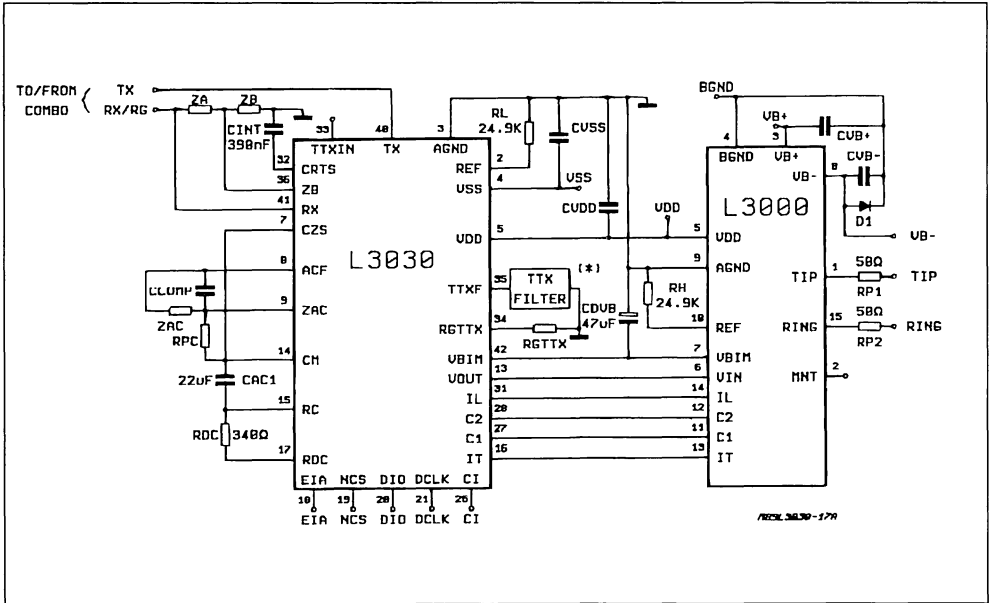 TO/FROM
COMBO
TX
RX/RG
ZA
ZB
CINT
390nF
33
TTXIN
40
TX
3
AGND
RL
24.9K
CVSS
2
REF
4
VSS
VSS
CVDD
VDD
5
VDD
32
CRTS
36
ZB
41
RX
7
CZS
8
ACF
CCOMP
9
ZAC
ZAC
RPC
14
CM
22uF
CAC1
15
RC
RDC
340Ω
17
RDC
L3030
35
TTXF
TTX
FILTER
(*)
34
RGTTX
RGTTX
CDVB
47uF
RH
24.9K
42
VBIM
13
VOUT
31
IL
28
C2
27
C1
16
IT
EIA NCS DIO DCLK CI
18 19 20 21 26
EIA NCS DIO DCLK CI
BGND
4
BGND
VB+
3
VB+
CVB+
CVB-
8
VB-
D1
VB-
L3000
5
VDD
9
AGND
10
REF
7
VBIM
6
VIN
14
IL
12
C2
11
C1
13
IT
1
TIP
50Ω
RP1
TIP
15
RING
50Ω
RP2
RING
2
MNT
M85L3030-17A